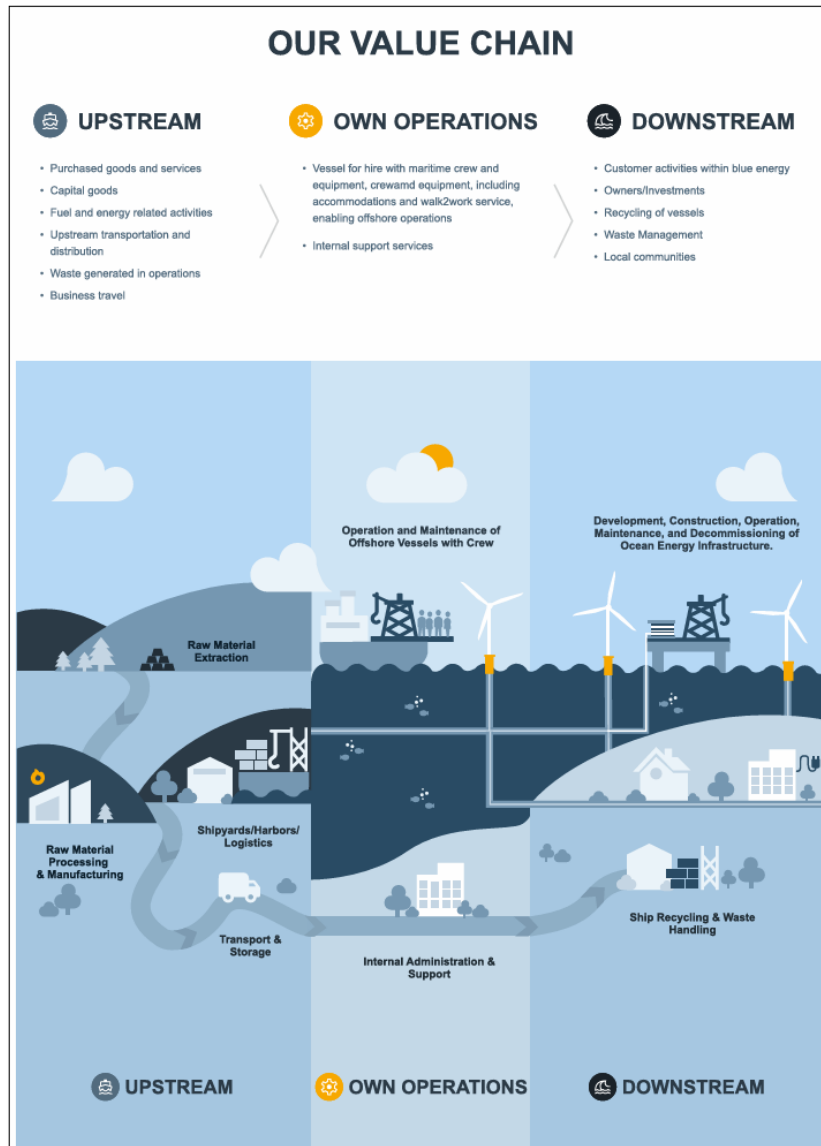 OUR VALUE CHAIN
UPSTREAM
• Purchased goods and services
• Capital goods
• Fuel and energy related activities
• Upstream transportation and
distribution
• Waste generated in operations
• Business travel
OWN OPERATIONS
• Vessel for hire with maritime crew and
equipment, crewamd equipment, including
accommodations and walk2work service,
enabling offshore operations
• Internal support services
DOWNSTREAM
• Customer activities within blue energy
• Owners/Investments
• Recycling of vessels
• Waste Management
• Local communities
Operation and Maintenance of
Offshore Vessels with Crew
Development, Construction, Operation,
Maintenance, and Decommissioning of
Ocean Energy Infrastructure.
Raw Material
Extraction
Raw Material
Processing
& Manufacturing
Shipyards/Harbors/
Logistics
Transport &
Storage
Internal Administration &
Support
Ship Recycling & Waste
Handling
UPSTREAM
OWN OPERATIONS
DOWNSTREAM